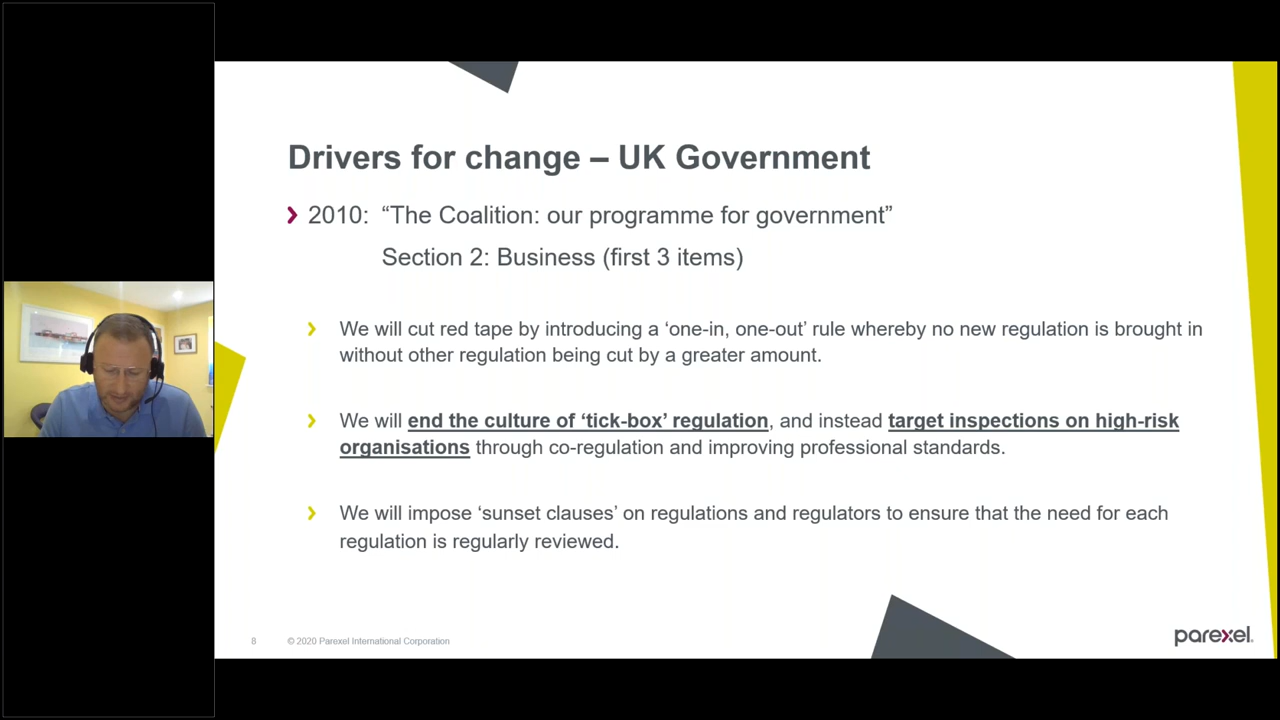 Drivers for change – UK Government
2010: “The Coalition: our programme for government”
Section 2: Business (first 3 items)
We will cut red tape by introducing a ‘one-in, one-out’ rule whereby no new regulation is brought in
without other regulation being cut by a greater amount.
We will end the culture of ‘tick-box’ regulation, and instead target inspections on high-risk
organisations through co-regulation and improving professional standards.
We will impose ‘sunset clauses’ on regulations and regulators to ensure that the need for each
regulation is regularly reviewed.
8 © 2020 Parexel International Corporation
parexel.